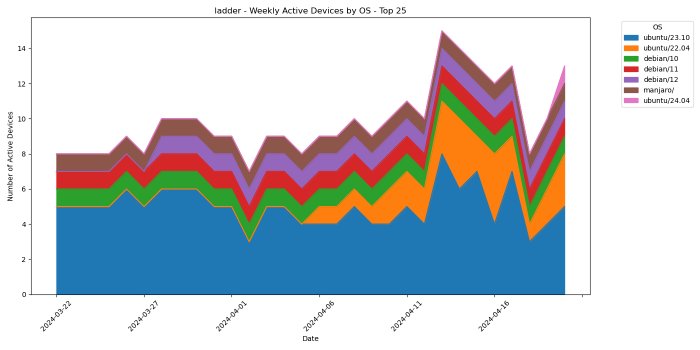 ladder - Weekly Active Devices by OS - Top 25
Number of Active Devices
14
12
10
8
6
4
2
0
2024-03-22
2024-03-27
2024-04-01
2024-04-06
2024-04-11
2024-04-16
Date
OS
ubuntu/23.10
ubuntu/22.04
debian/10
debian/11
debian/12
manjaro/
ubuntu/24.04